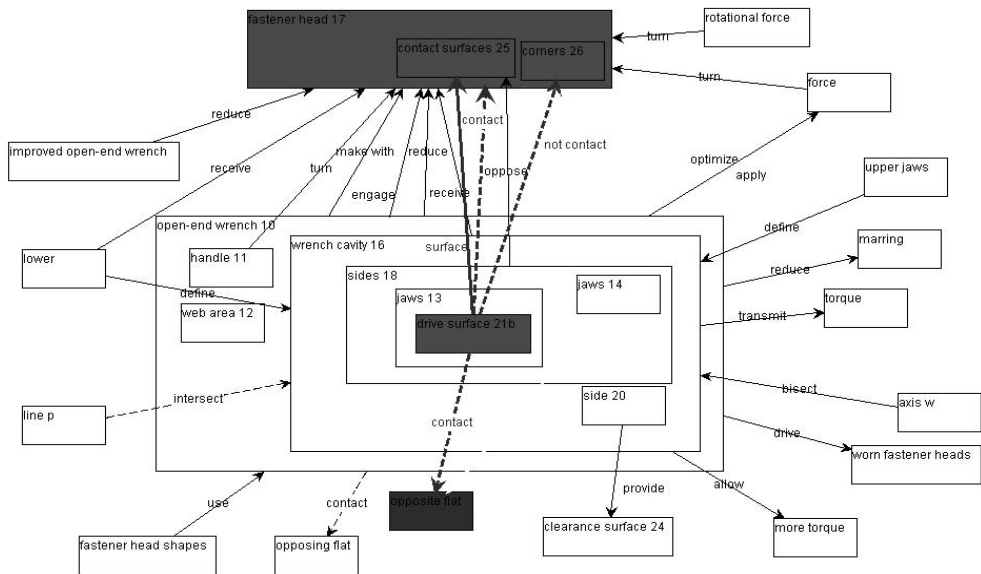 fastener head 17
rotational force
contact surfaces 25
corners 26
turn
turn
force
reduce
contact
improved open-end wrench
make with
reduce
not contact
receive
turn
oppose
optimize
apply
upper jaws
engage
receive
open-end wrench 10
define
wrench cavity 16
surface
marring
lower
handle 11
sides 18
reduce
jaws 14
define
jaws 13
web area 12
torque
transmit
drive surface 21b
bisect
side 20
axis w
line p
intersect
contact
drive
worn fastener heads
allow
provide
use
contact
opposite flat
clearance surface 24
more torque
fastener head shapes
opposing flat